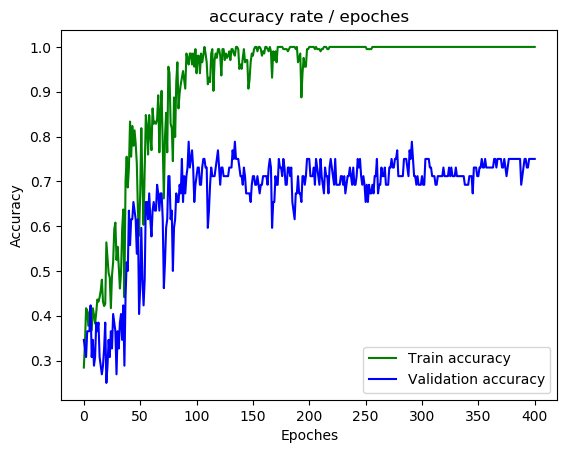 accuracy rate / epoches
1.0
0.9
0.8
0.7
0.6
0.5
0.4
0.3
Accuracy
Train accuracy
Validation accuracy
0 50 100 150 200 250 300 350 400
Epoches